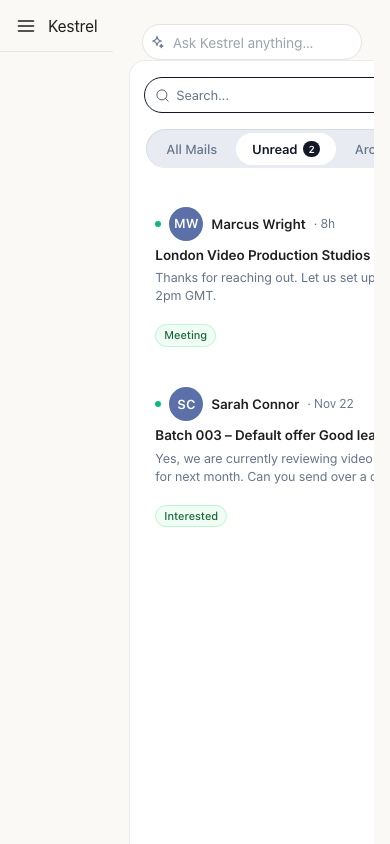 Kestrel
Ask Kestrel anything...
Search...
All Mails
Unread 2
Arc
MW Marcus Wright · 8h
London Video Production Studios
Thanks for reaching out. Let us set up
2pm GMT.
Meeting
SC Sarah Connor · Nov 22
Batch 003 – Default offer Good lea
Yes, we are currently reviewing video
for next month. Can you send over a
Interested